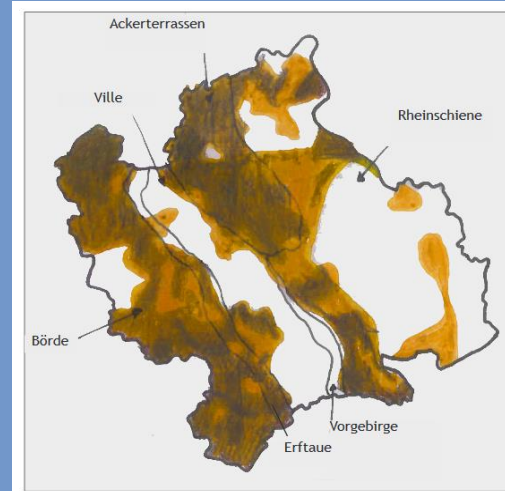 Ackerterrassen
Ville
Rheinschiene
Börde
Vorgebirge
Erftaue